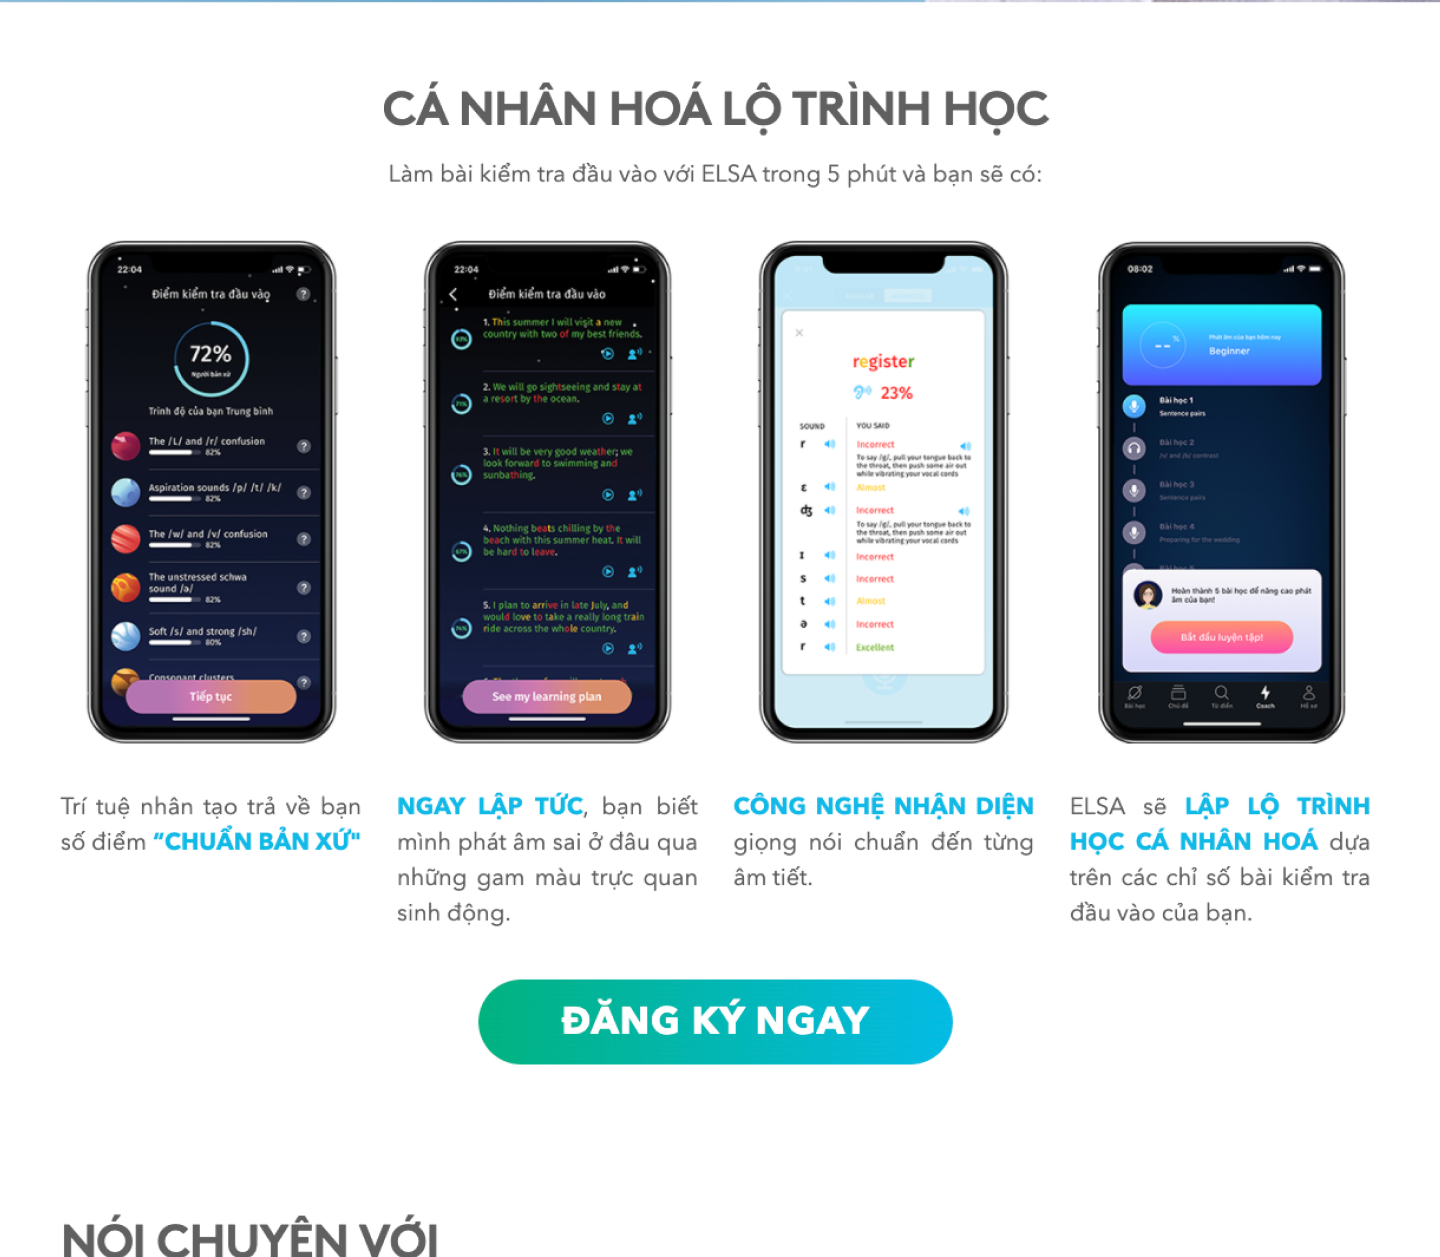 CÁ NHÂN HOÁ LỘ TRÌNH HỌC
Làm bài kiểm tra đầu vào với ELSA trong 5 phút và bạn sẽ có:
22:04
Điểm kiểm tra đầu vào
?
72%
Người bản xứ
Trình độ của bạn Trung bình
The /L/ and /r/ confusion
82%
?
Aspiration sounds /p/ /t/ /k/
82%
?
The /w/ and /v/ confusion
82%
?
The unstressed schwa
sound /ə/
82%
?
Soft /s/ and strong /sh/
80%
?
Consonant clusters
?
Tiếp tục
22:04
Điểm kiểm tra đầu vào
1. This summer I will visit a new
country with two of my best friends.
2. We will go sightseeing and stay at
a resort by the ocean.
3. It will be very good weather; we
look forward to swimming and
sunbathing.
76%
4. Nothing beats chilling by the
beach with this summer heat. It will
be hard to leave.
67%
5. I plan to arrive in late July, and
would love to take a really long train
ride across the whole country.
See my learning plan
register
23%
SOUND YOU SAID
r Incorrect
To say /g/, pull your tongue back to
the throat, then push some air out
while vibrating your vocal cords
ɛ Almost
ʤ Incorrect
To say /g/, pull your tongue back to
the throat, then push some air out
while vibrating your vocal cords
ɪ Incorrect
s Incorrect
t Almost
ə Incorrect
r Excellent
08:02
--%
Phát âm của bạn hôm nay
Beginner
Bài học 1
Sentence pairs
Bài học 2
Bài học 3
Sentence pairs
Bài học 4
Preparing for the wedding
Hoàn thành 5 bài học để nâng cao phát
âm của bạn!
Bắt đầu luyện tập!
Bài học Chủ đề Từ điển Coach Hồ sơ
Trí tuệ nhân tạo trả về bạn
số điểm “CHUẨN BẢN XỨ"
NGAY LẬP TỨC, bạn biết
mình phát âm sai ở đâu qua
những gam màu trực quan
sinh động.
CÔNG NGHỆ NHẬN DIỆN
giọng nói chuẩn đến từng
âm tiết.
ELSA sẽ LẬP LỘ TRÌNH
HỌC CÁ NHÂN HOÁ dựa
trên các chỉ số bài kiểm tra
đầu vào của bạn.
ĐĂNG KÝ NGAY
NÓI CHUYỆN VỚI